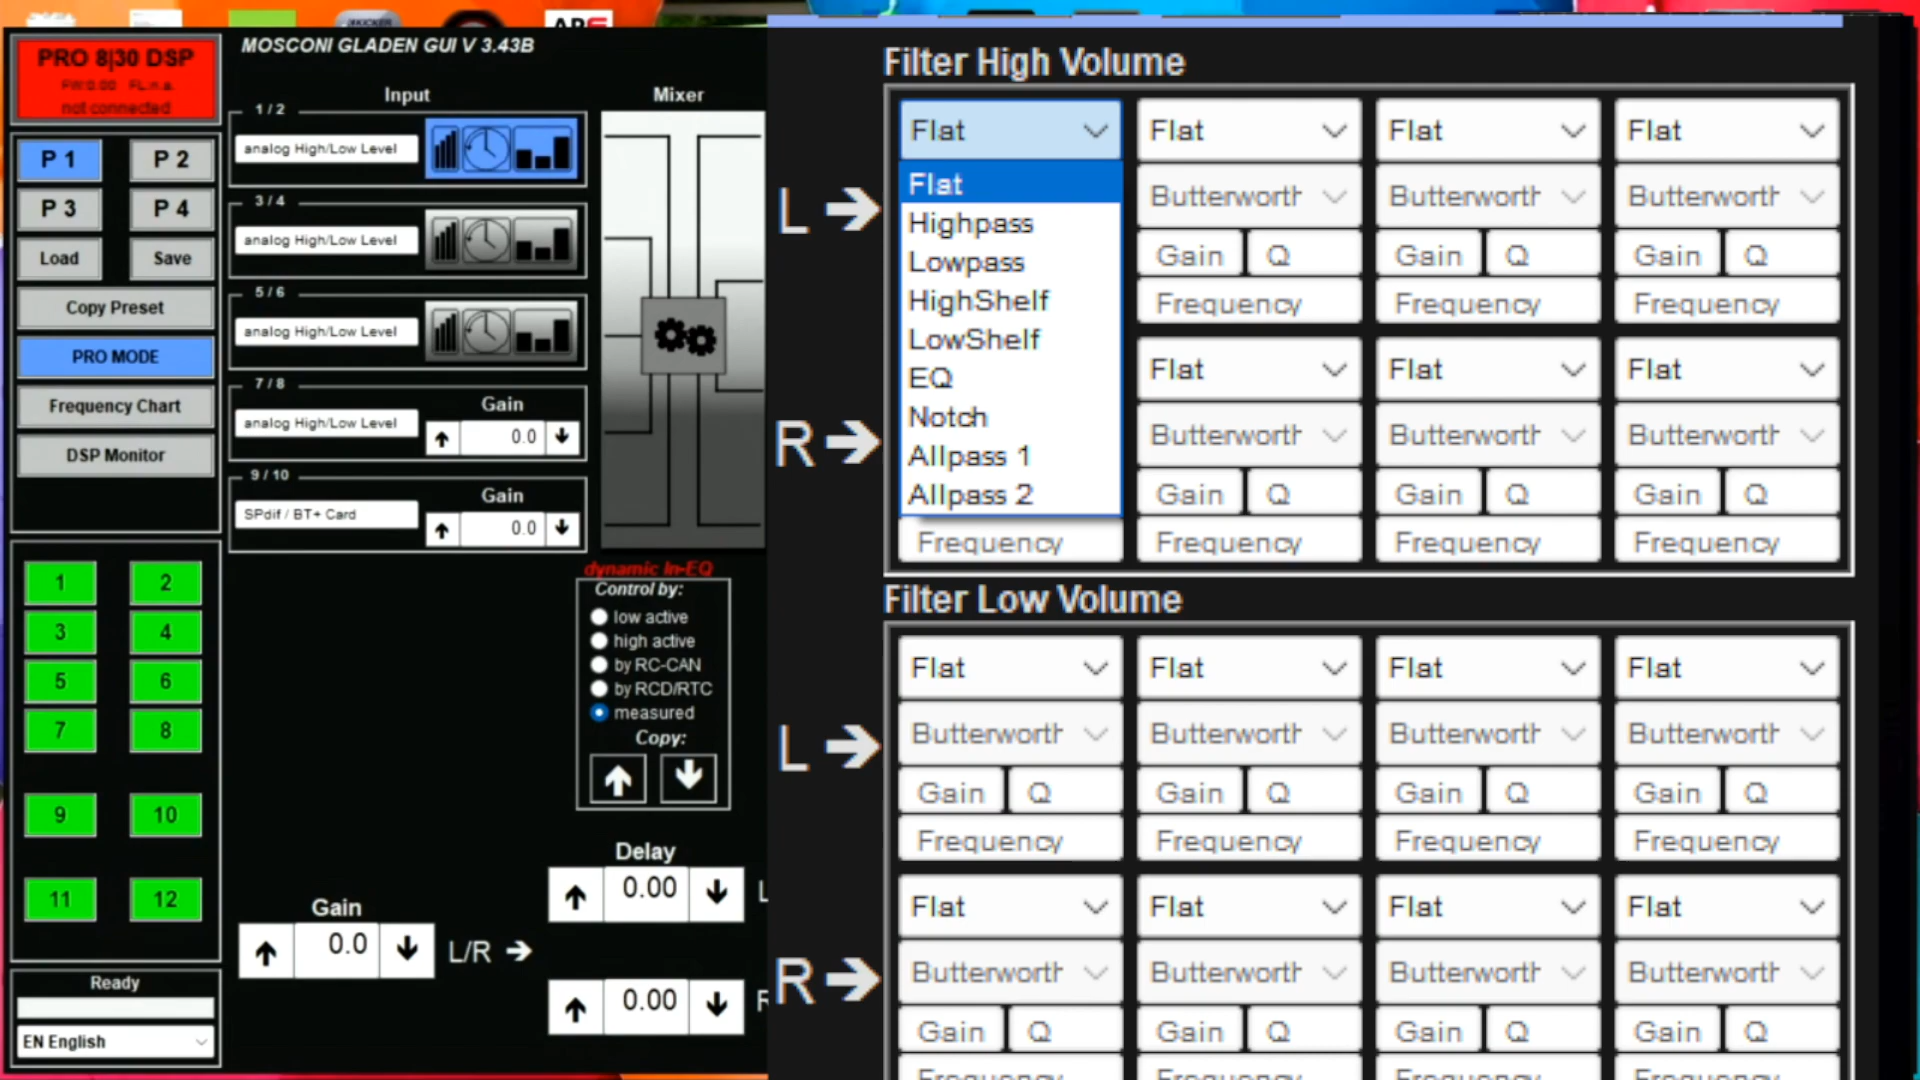 KICKER
MOSCONI GLADEN GUI V 3.43B
PRO 8|30 DSP
FW:0.00 FL:n.a.
not connected
P 1
P 2
P 3
P 4
Load
Save
Copy Preset
PRO MODE
Frequency Chart
DSP Monitor
1
2
3
4
5
6
7
8
9
10
11
12
Ready
EN English
Input
1 / 2
analog High/Low Level
3 / 4
analog High/Low Level
5 / 6
analog High/Low Level
7 / 8
analog High/Low Level
Gain
0.0
9 / 10
SPdif / BT+ Card
Gain
0.0
Mixer
dynamic In-EQ
Control by:
low active
high active
by RC-CAN
by RCD/RTC
measured
Copy:
Delay
0.00
L
Gain
0.0
L/R
0.00
R
Filter High Volume
L
Flat
Flat
Flat
Flat
Flat
Highpass
Lowpass
HighShelf
LowShelf
EQ
Notch
Allpass 1
Allpass 2
Butterworth
Butterworth
Butterworth
Gain Q
Gain Q
Gain Q
Frequency
Frequency
Frequency
R
Flat
Flat
Flat
Butterworth
Butterworth
Butterworth
Gain Q
Gain Q
Gain Q
Frequency
Frequency
Frequency
Frequency
Filter Low Volume
L
Flat
Flat
Flat
Flat
Butterworth
Butterworth
Butterworth
Butterworth
Gain Q
Gain Q
Gain Q
Gain Q
Frequency
Frequency
Frequency
Frequency
R
Flat
Flat
Flat
Flat
Butterworth
Butterworth
Butterworth
Butterworth
Gain Q
Gain Q
Gain Q
Gain Q
Frequency
Frequency
Frequency
Frequency